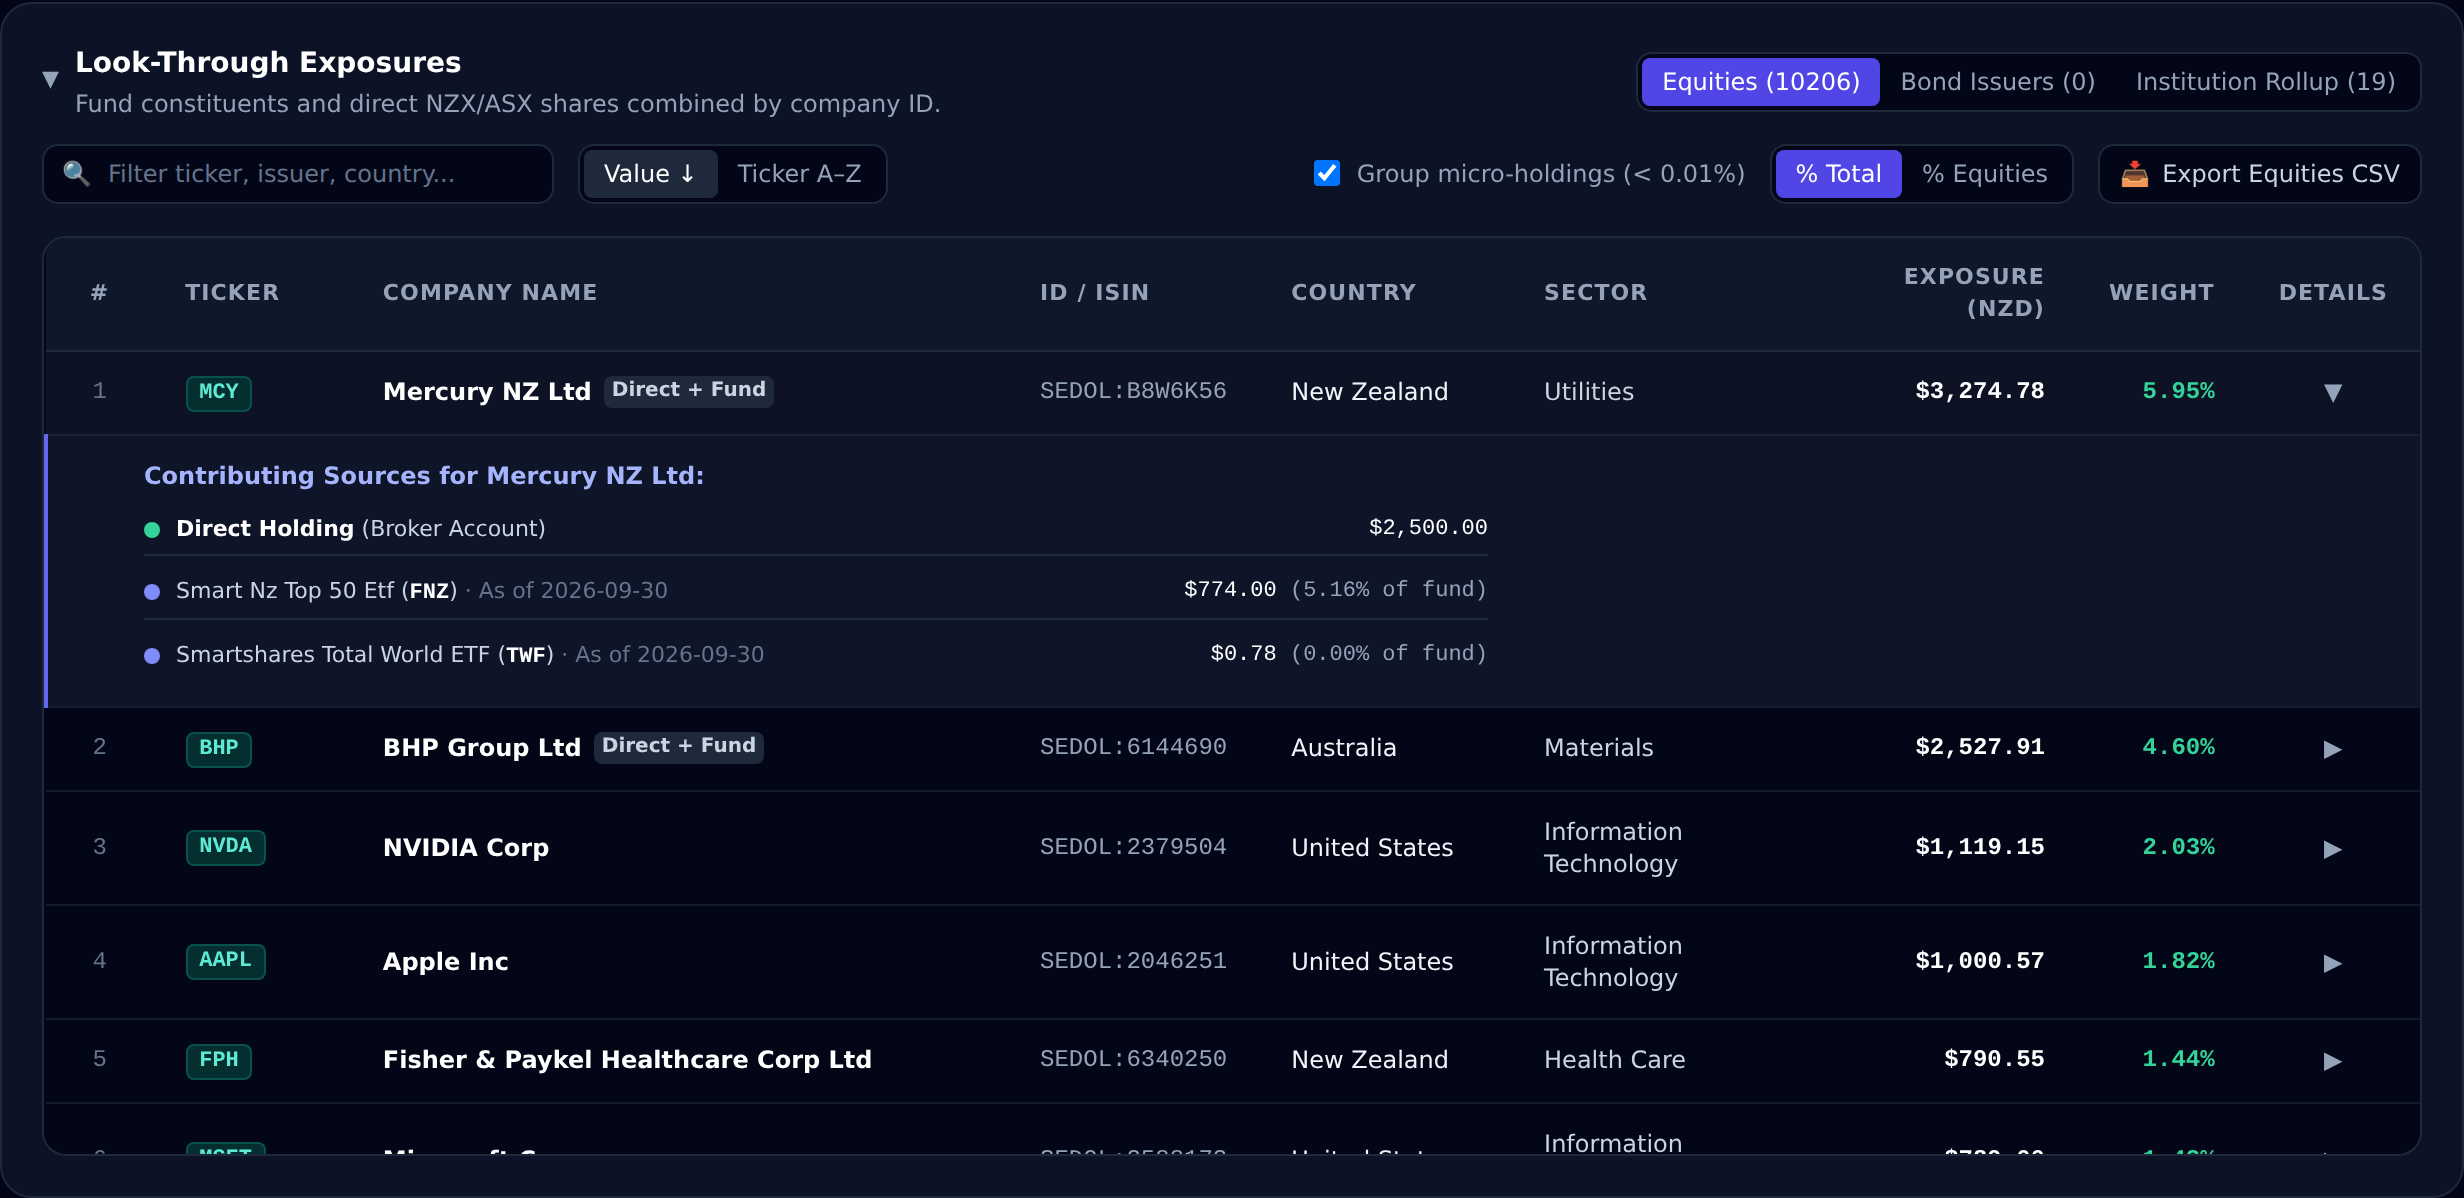 ▼ Look-Through Exposures
Fund constituents and direct NZX/ASX shares combined by company ID.
Equities (10206) Bond Issuers (0) Institution Rollup (19)
🔍 Filter ticker, issuer, country... Value ↓ Ticker A–Z Group micro-holdings (< 0.01%) % Total % Equities 📥 Export Equities CSV
# TICKER COMPANY NAME ID / ISIN COUNTRY SECTOR EXPOSURE (NZD) WEIGHT DETAILS
1 MCY Mercury NZ Ltd Direct + Fund SEDOL:B8W6K56 New Zealand Utilities $3,274.78 5.95% ▼
Contributing Sources for Mercury NZ Ltd:
Direct Holding (Broker Account) $2,500.00
Smart Nz Top 50 Etf (FNZ) · As of 2026-09-30 $774.00 (5.16% of fund)
Smartshares Total World ETF (TWF) · As of 2026-09-30 $0.78 (0.00% of fund)
2 BHP BHP Group Ltd Direct + Fund SEDOL:6144690 Australia Materials $2,527.91 4.60% ▶
3 NVDA NVIDIA Corp SEDOL:2379504 United States Information Technology $1,119.15 2.03% ▶
4 AAPL Apple Inc SEDOL:2046251 United States Information Technology $1,000.57 1.82% ▶
5 FPH Fisher & Paykel Healthcare Corp Ltd SEDOL:6340250 New Zealand Health Care $790.55 1.44% ▶
Information